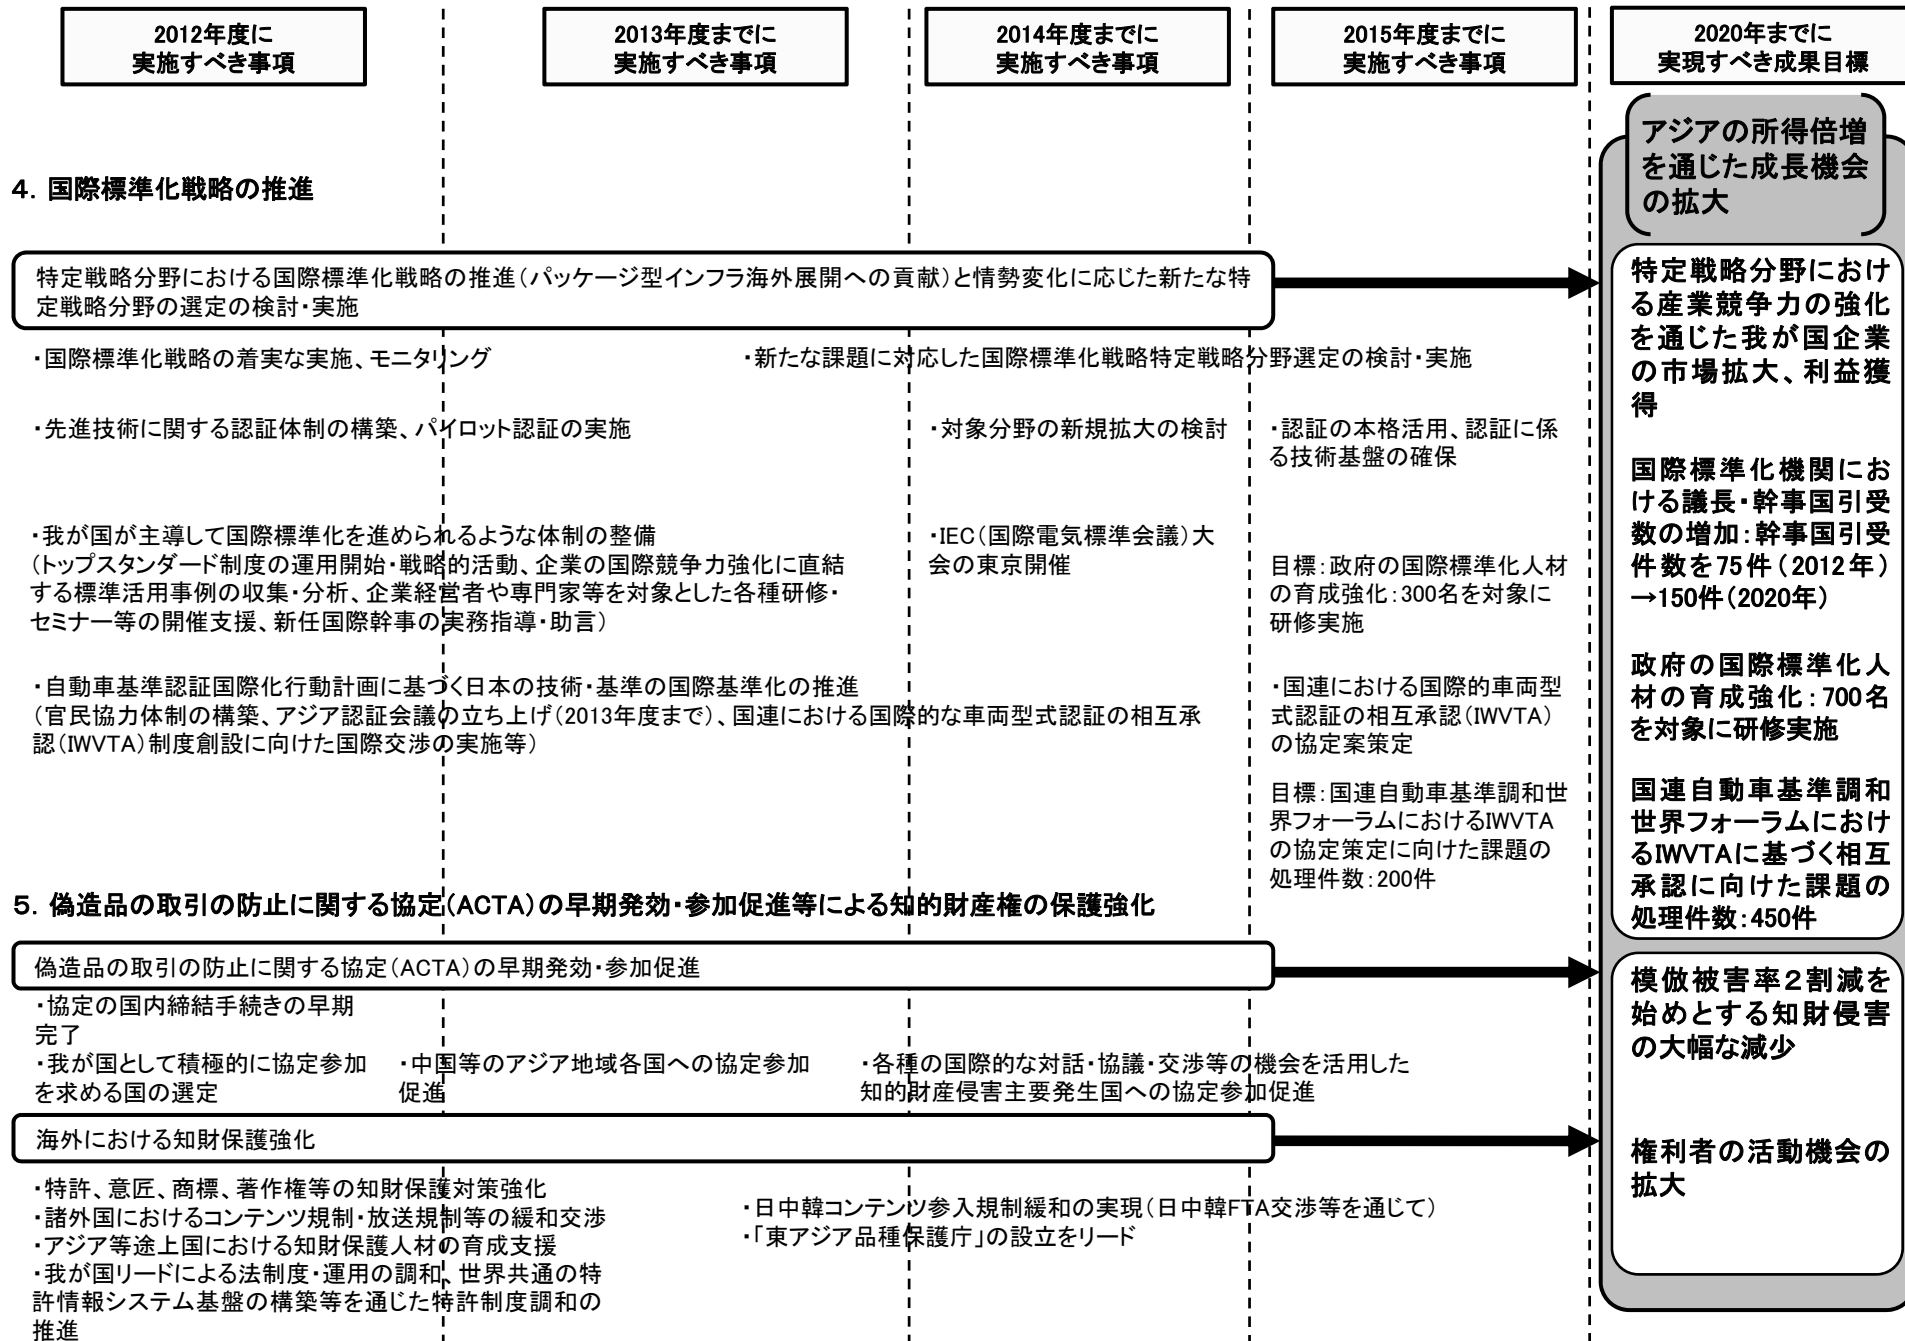 2012年度に
実施すべき事項
2013年度までに
実施すべき事項
2014年度までに
実施すべき事項
2015年度までに
実施すべき事項
2020年までに
実現すべき成果目標
アジアの所得倍増
を通じた成長機会
の拡大
4．国際標準化戦略の推進
特定戦略分野における国際標準化戦略の推進（パッケージ型インフラ海外展開への貢献）と情勢変化に応じた新たな特
定戦略分野の選定の検討・実施
・国際標準化戦略の着実な実施、モニタリング
・新たな課題に対応した国際標準化戦略特定戦略分野選定の検討・実施
・先進技術に関する認証体制の構築、パイロット認証の実施
・対象分野の新規拡大の検討
・認証の本格活用、認証に係
る技術基盤の確保
・我が国が主導して国際標準化を進められるような体制の整備
（トップスタンダード制度の運用開始・戦略的活動、企業の国際競争力強化に直結
する標準活用事例の収集・分析、企業経営者や専門家等を対象とした各種研修・
セミナー等の開催支援、新任国際幹事の実務指導・助言）
・IEC（国際電気標準会議）大
会の東京開催
目標：政府の国際標準化人材
の育成強化：300名を対象に
研修実施
・自動車基準認証国際化行動計画に基づく日本の技術・基準の国際基準化の推進
（官民協力体制の構築、アジア認証会議の立ち上げ（2013年度まで）、国連における国際的な車両型式認証の相互承
認（IWVTA）制度創設に向けた国際交渉の実施等）
・国連における国際的車両型
式認証の相互承認（IWVTA）
の協定案策定
目標：国連自動車基準調和世
界フォーラムにおけるIWVTA
の協定策定に向けた課題の
処理件数：200件
特定戦略分野におけ
る産業競争力の強化
を通じた我が国企業
の市場拡大、利益獲
得
国際標準化機関にお
ける議長・幹事国引受
数の増加：幹事国引受
件数を75件（2012年）
→150件（2020年）
政府の国際標準化人
材の育成強化：700名
を対象に研修実施
国連自動車基準調和
世界フォーラムにおけ
るIWVTAに基づく相互
承認に向けた課題の
処理件数：450件
5．偽造品の取引の防止に関する協定（ACTA）の早期発効・参加促進等による知的財産権の保護強化
偽造品の取引の防止に関する協定（ACTA）の早期発効・参加促進
・協定の国内締結手続きの早期
完了
・我が国として積極的に協定参加
を求める国の選定
・中国等のアジア地域各国への協定参加
促進
・各種の国際的な対話・協議・交渉等の機会を活用した
知的財産侵害主要発生国への協定参加促進
海外における知財保護強化
・特許、意匠、商標、著作権等の知財保護対策強化
・諸外国におけるコンテンツ規制・放送規制等の緩和交渉
・アジア等途上国における知財保護人材の育成支援
・我が国リードによる法制度・運用の調和、世界共通の特
許情報システム基盤の構築等を通じた特許制度調和の
推進
・日中韓コンテンツ参入規制緩和の実現（日中韓FTA交渉等を通じて）
・「東アジア品種保護庁」の設立をリード
模倣被害率２割減を
始めとする知財侵害
の大幅な減少
権利者の活動機会の
拡大